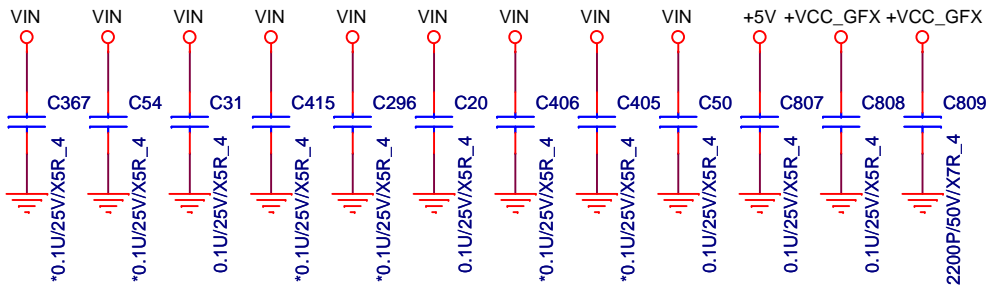 VIN VIN VIN VIN VIN VIN VIN VIN VIN +5V +VCC_GFX +VCC_GFX
C367 C54 C31 C415 C296 C20 C406 C405 C50 C807 C808 C809
*0.1U/25V/X5R_4
*0.1U/25V/X5R_4
0.1U/25V/X5R_4
*0.1U/25V/X5R_4
*0.1U/25V/X5R_4
0.1U/25V/X5R_4
*0.1U/25V/X5R_4
*0.1U/25V/X5R_4
0.1U/25V/X5R_4
0.1U/25V/X5R_4
0.1U/25V/X5R_4
2200P/50V/X7R_4